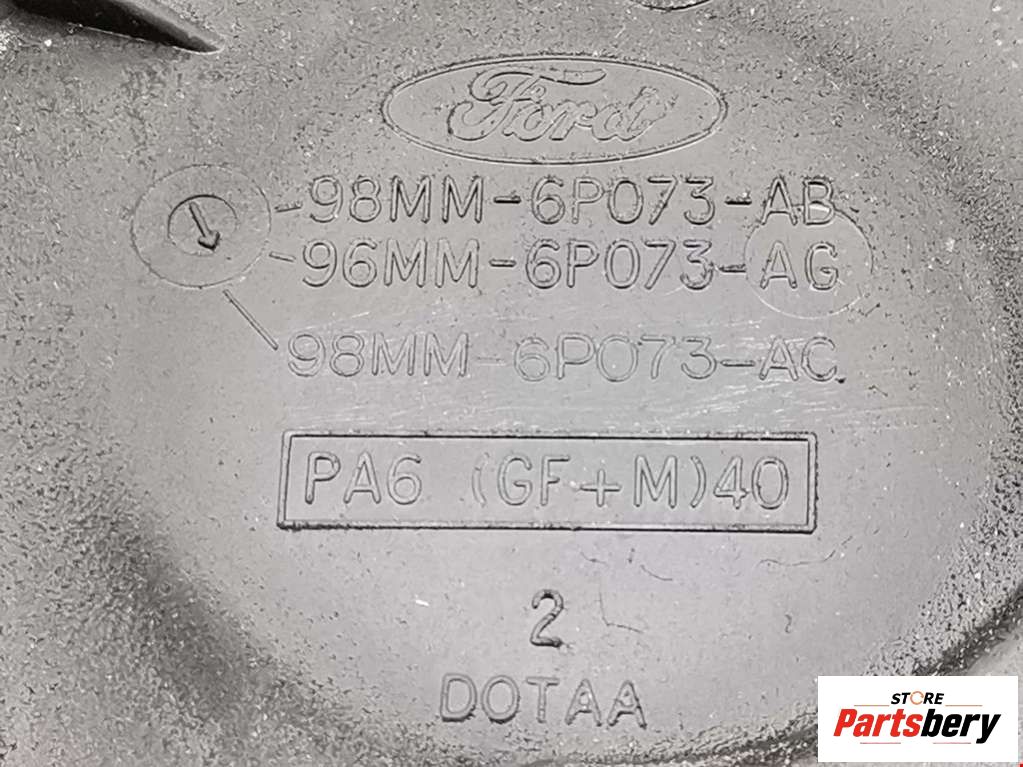 Ford
-98MM-6P073-AB
-96MM-6P073-AG
98MM-6P073-AC
PA6 (GF+M)40
2
DOTAA
STORE
Partsbery